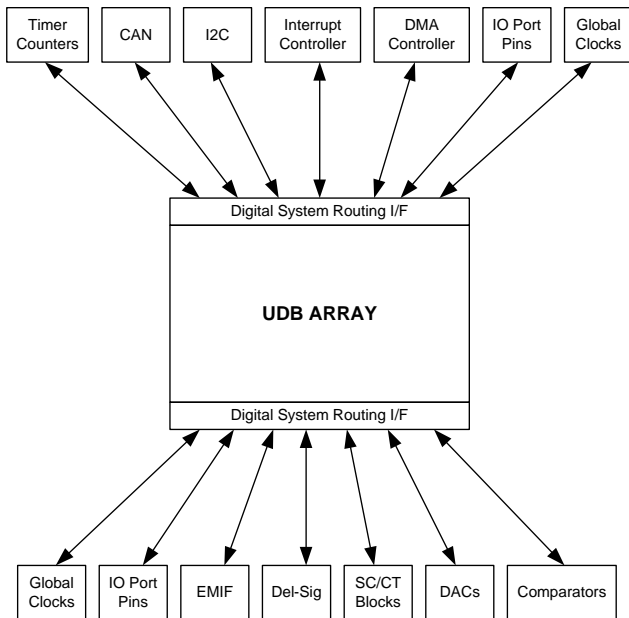 Timer
Counters
CAN
I2C
Interrupt
Controller
DMA
Controller
IO Port
Pins
Global
Clocks
Digital System Routing I/F
UDB ARRAY
Digital System Routing I/F
Global
Clocks
IO Port
Pins
EMIF
Del-Sig
SC/CT
Blocks
DACs
Comparators